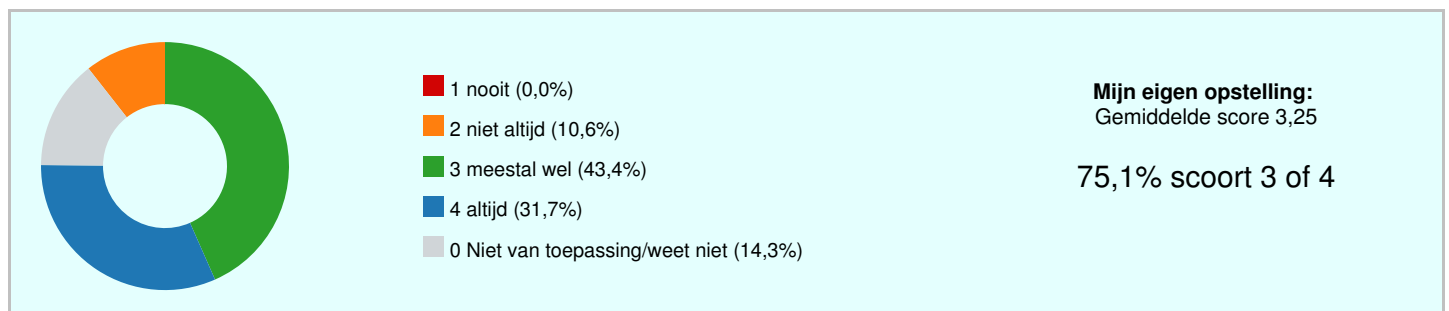 1 nooit (0,0%)
2 niet altijd (10,6%)
3 meestal wel (43,4%)
4 altijd (31,7%)
0 Niet van toepassing/weet niet (14,3%)
Mijn eigen opstelling:
Gemiddelde score 3,25
75,1% scoort 3 of 4